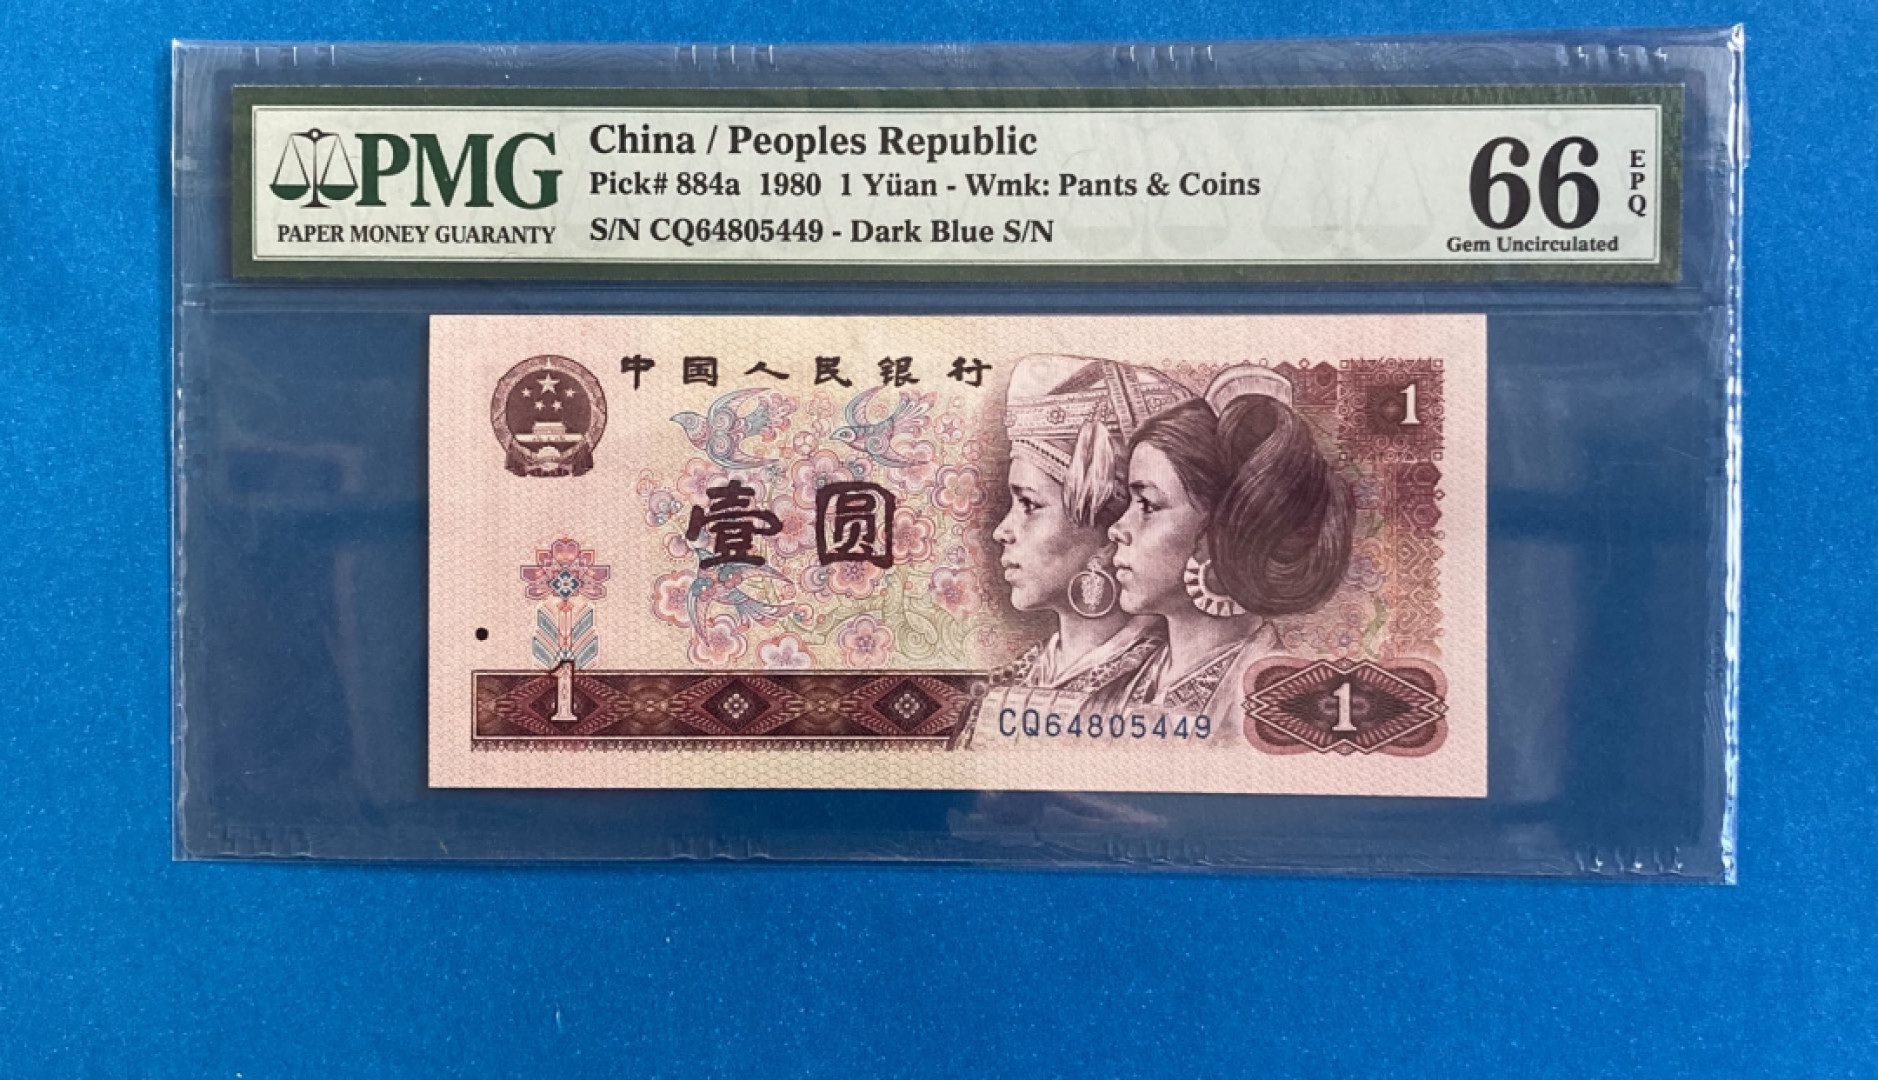 PMG
PAPER MONEY GUARANTY
China / Peoples Republic
Pick# 884a 1980 1 Yüan - Wmk: Pants & Coins
S/N CQ64805449 - Dark Blue S/N
66
EPQ
Gem Uncirculated
中国人民银行
1
壹圆
1
CQ64805449
1